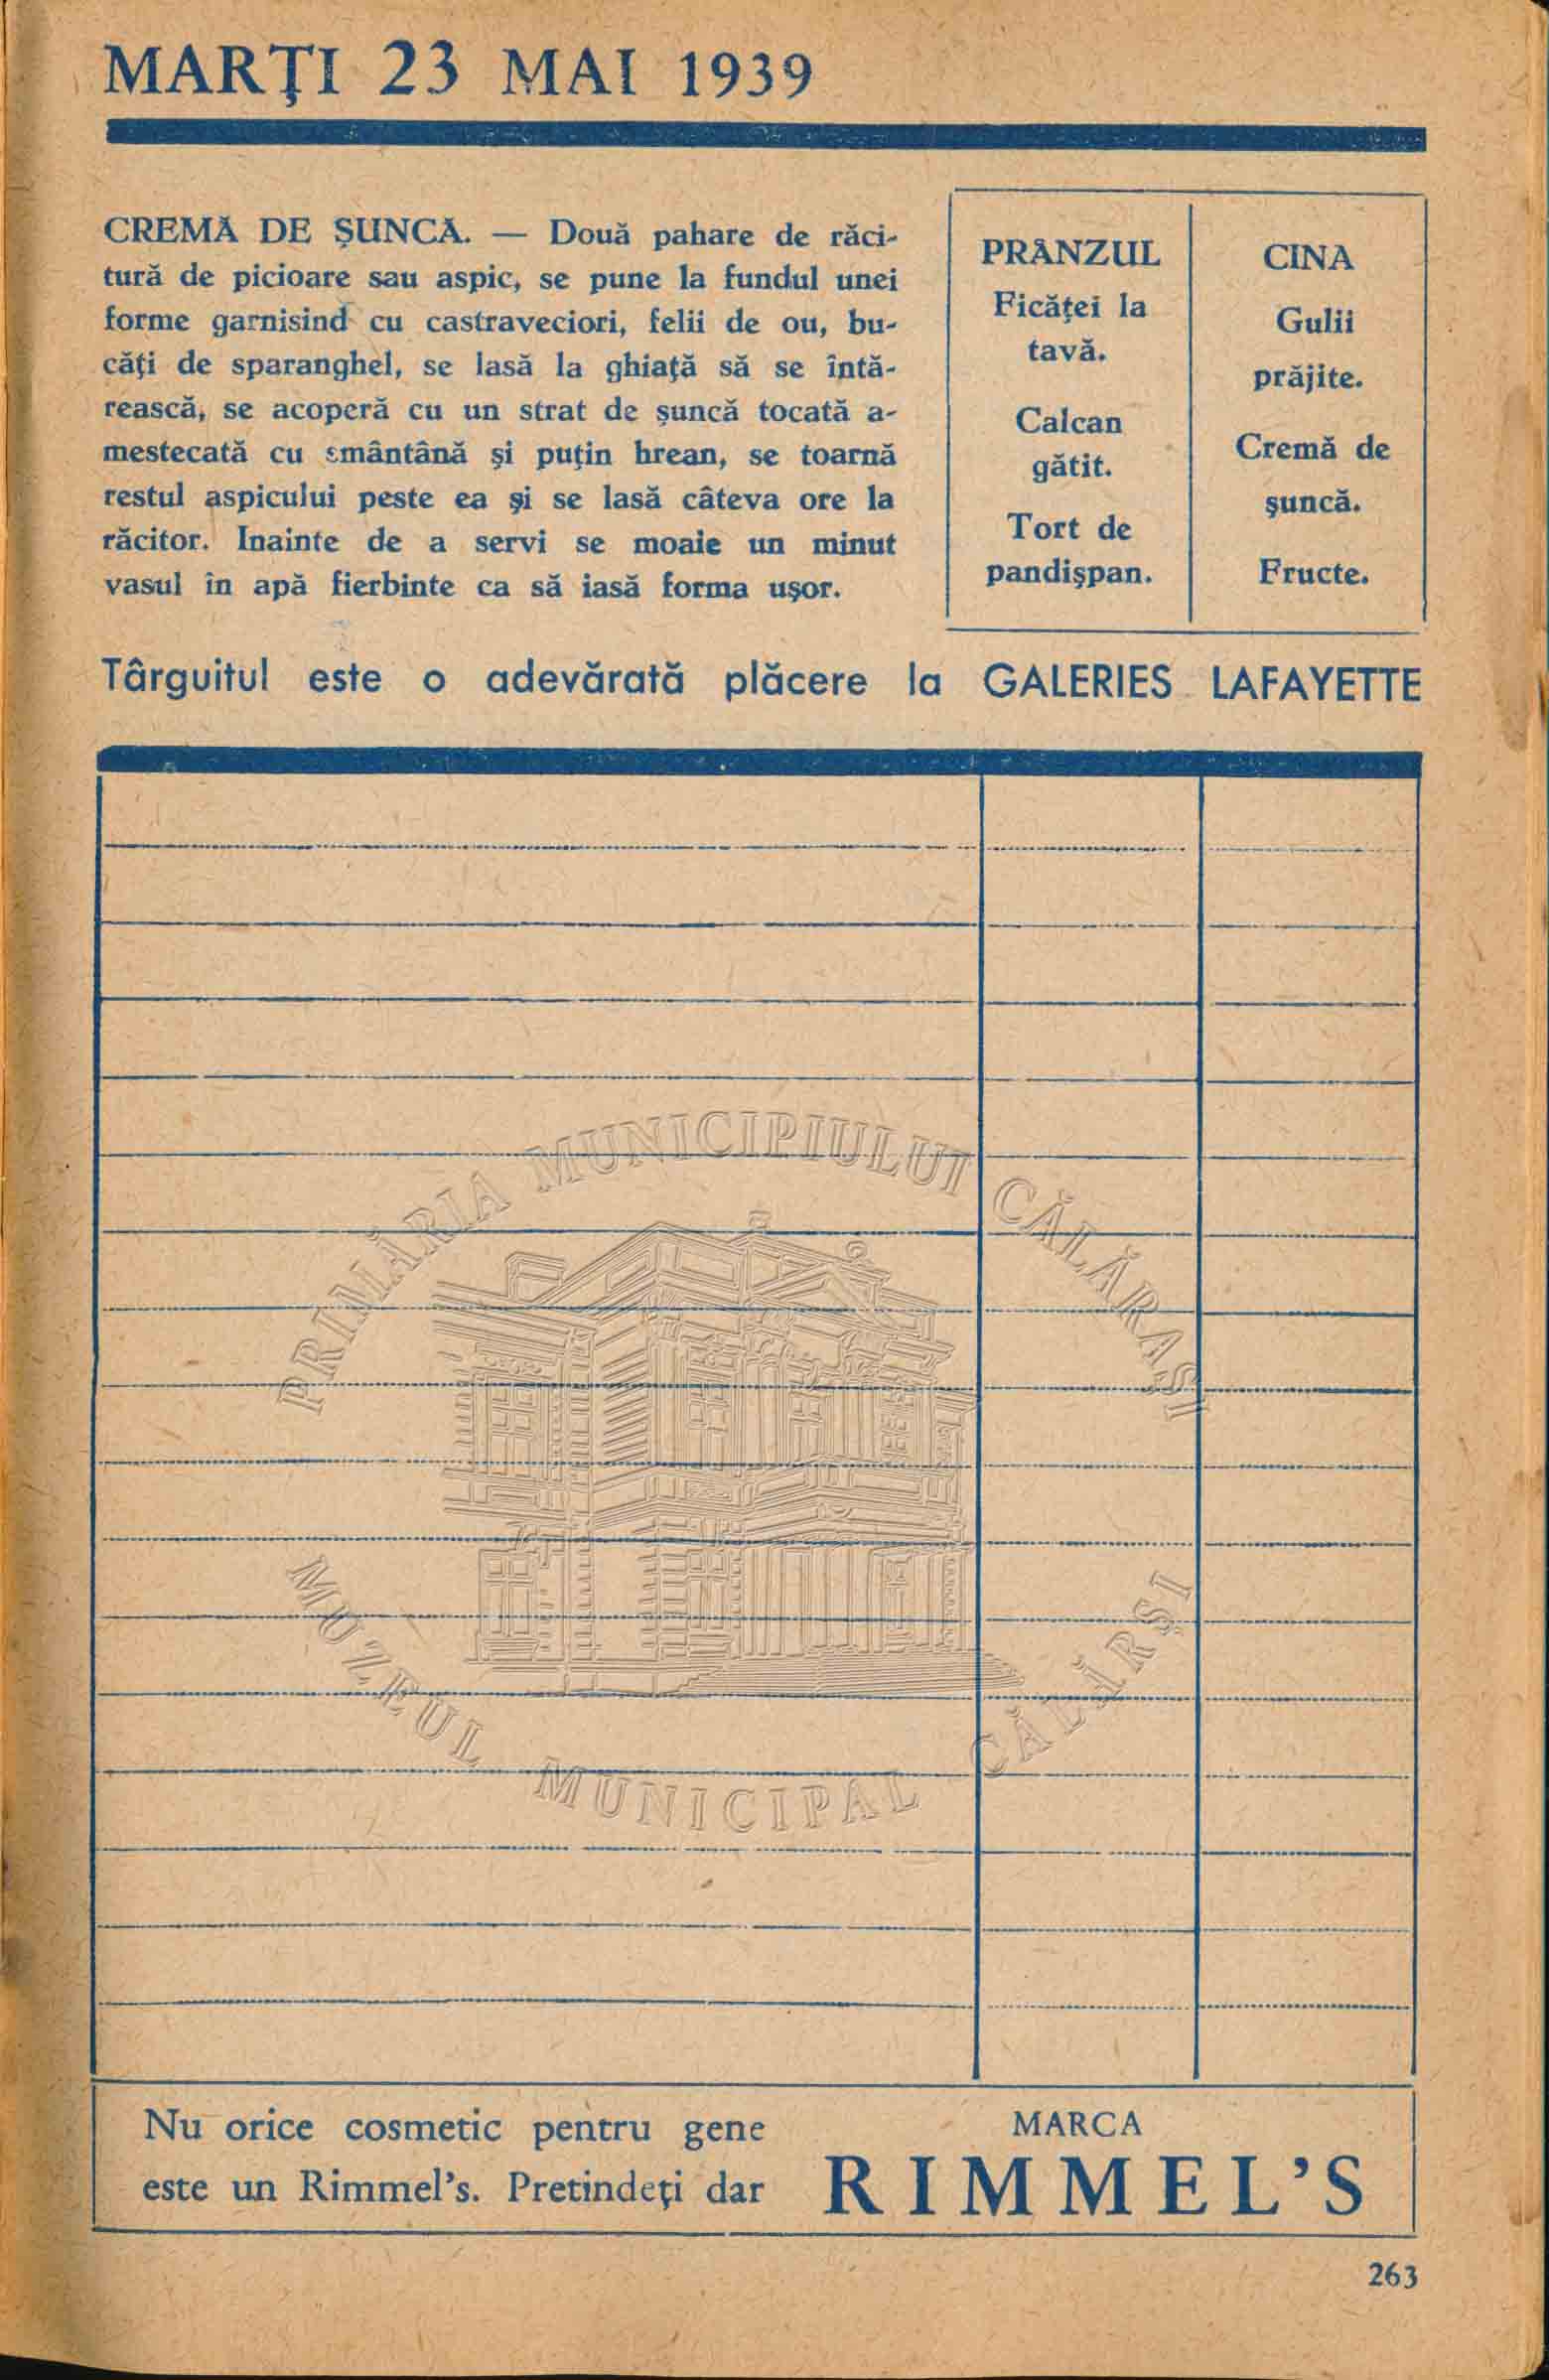 MARŢI 23 MAI 1939
CREMĂ DE ŞUNCĂ. — Două pahare de răci-
tură de picioare sau aspic, se pune la fundul unei
forme garnisind cu castraveciori, felii de ou, bu-
căţi de sparanghel, se lasă la ghiaţă să se întă-
rească, se acoperă cu un strat de şuncă tocată a-
mestecată cu smântână şi puţin hrean, se toarnă
restul aspicului peste ea şi se lasă câteva ore la
răcitor. Inainte de a servi se moaie un minut
vasul în apă fierbinte ca să iasă forma uşor.
PRÂNZUL
Ficăţei la
tavă.
Calcan
gătit.
Tort de
pandişpan.
CINA
Gulii
prăjite.
Cremă de
şuncă.
Fructe.
Târguitul este o adevărată plăcere la GALERIES LAFAYETTE
PRIMĂRIA MUNICIPIULUI CĂLĂRAŞI
MUZEUL MUNICIPAL CĂLĂRŞI
Nu orice cosmetic pentru gene
este un Rimmel's. Pretindeţi dar
MARCA
RIMMEL'S
263